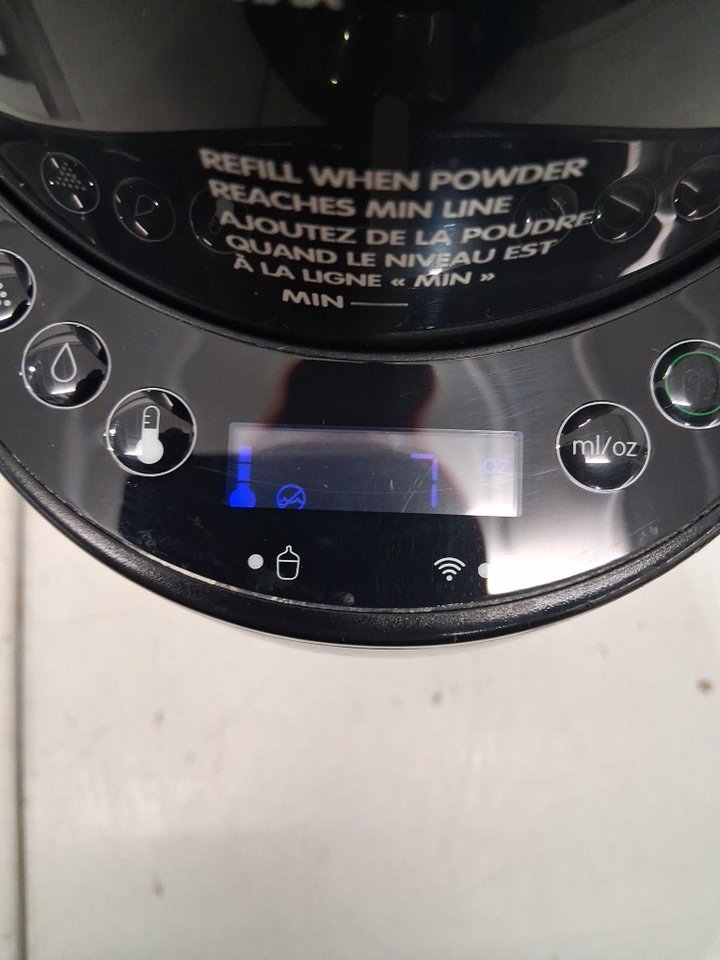 REFILL WHEN POWDER
REACHES MIN LINE
AJOUTEZ DE LA POUDRE
QUAND LE NIVEAU EST
À LA LIGNE « MIN »
MIN
7 oz
ml/oz